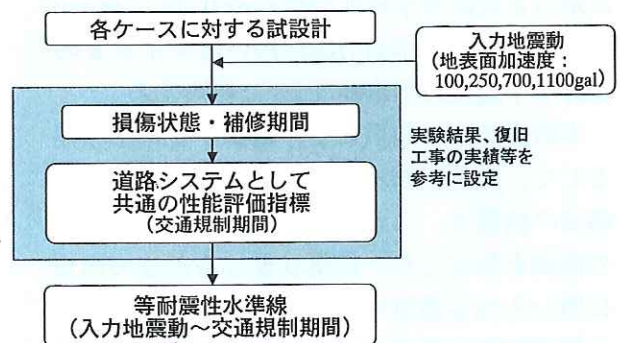 各ケースに対する試設計
入力地震動
(地表面加速度：
100,250,700,1100gal)
損傷状態・補修期間
実験結果、復旧
工事の実績等を
参考に設定
道路システムとして
共通の性能評価指標
(交通規制期間)
等耐震性水準線
(入力地震動～交通規制期間)